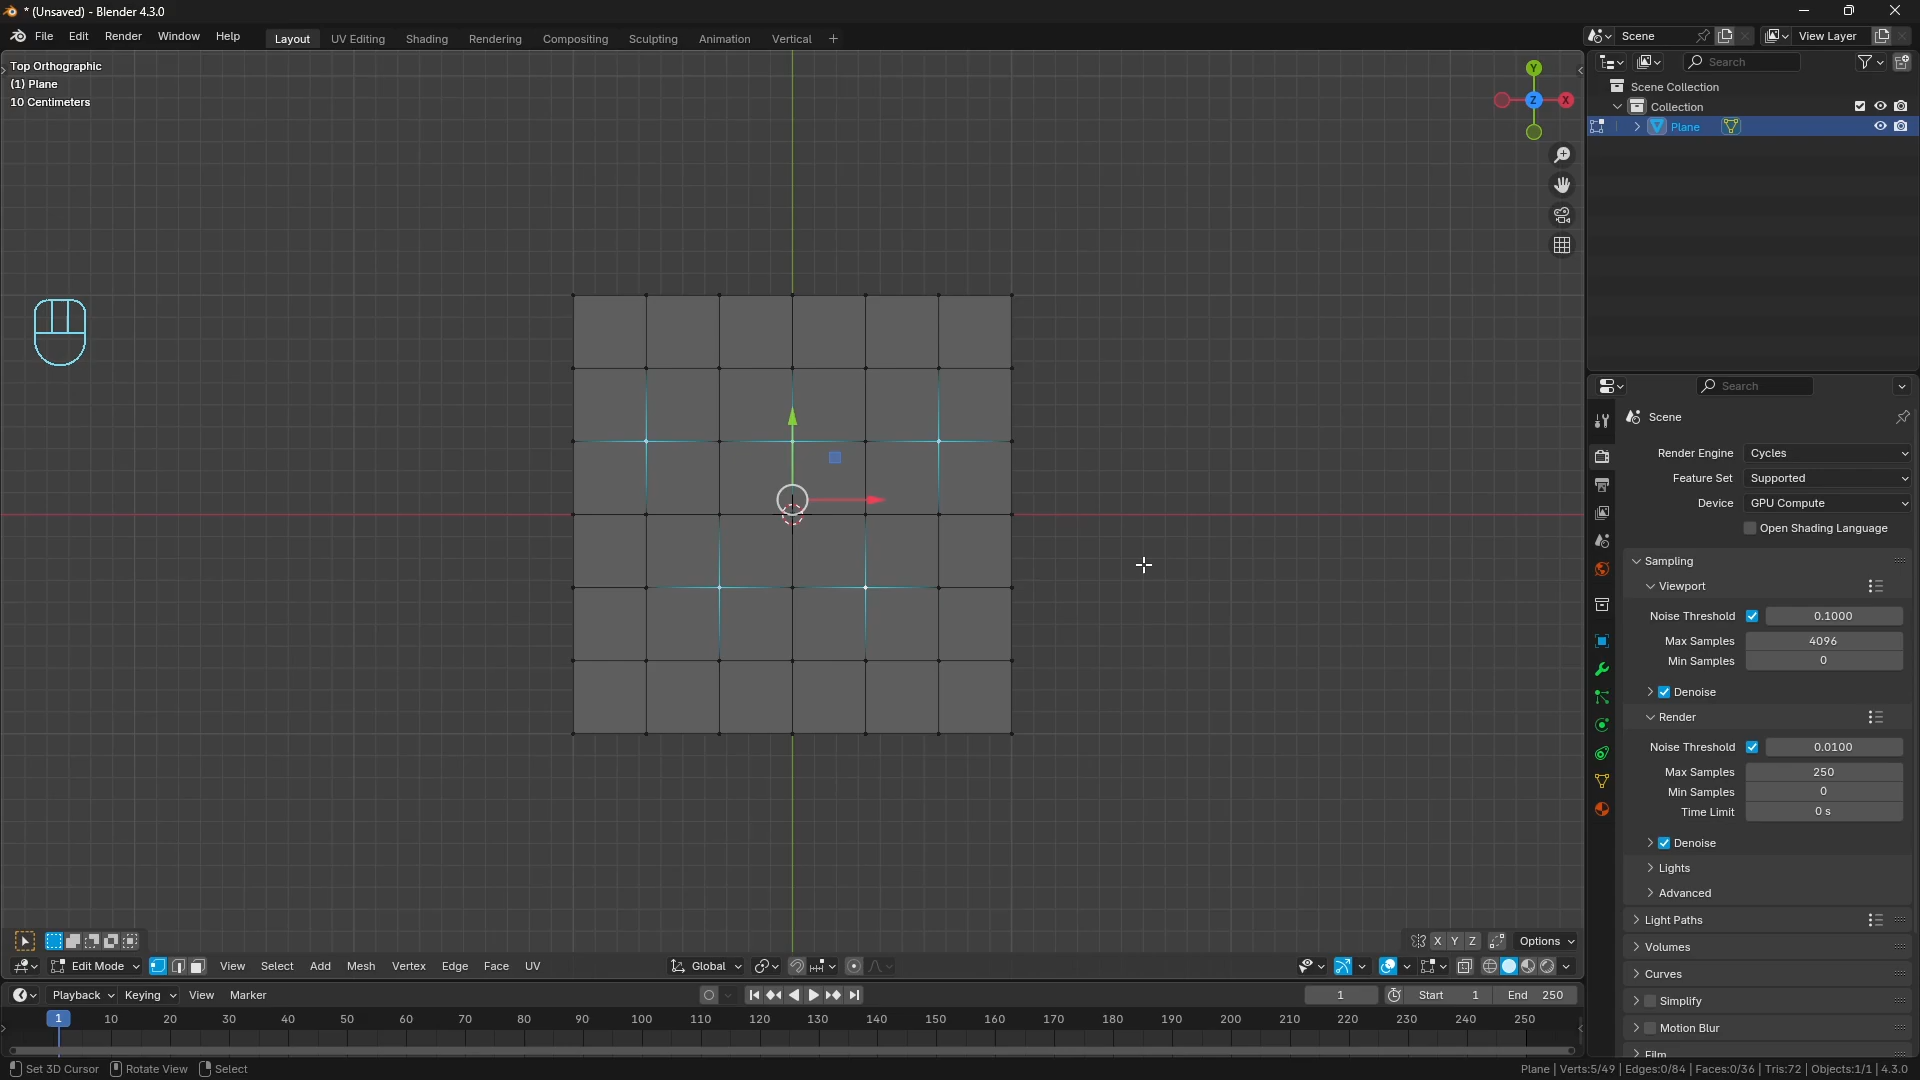 * (Unsaved) - Blender 4.3.0
File Edit Render Window Help Layout UV Editing Shading Rendering Compositing Sculpting Animation Vertical + Scene View Layer
Top Orthographic
(1) Plane
10 Centimeters
Y
X
Z
Search
Scene Collection
Collection
Plane
Search
Scene
Render Engine Cycles
Feature Set Supported
Device GPU Compute
Open Shading Language
Sampling
Viewport
Noise Threshold 0.1000
Max Samples 4096
Min Samples 0
Denoise
Render
Noise Threshold 0.0100
Max Samples 250
Min Samples 0
Time Limit 0 s
Denoise
Lights
Advanced
Light Paths
Volumes
Curves
Simplify
Motion Blur
Film
X Y Z Options
Edit Mode View Select Add Mesh Vertex Edge Face UV Global
Playback Keying View Marker 1 Start 1 End 250
1 10 20 30 40 50 60 70 80 90 100 110 120 130 140 150 160 170 180 190 200 210 220 230 240 250
Set 3D Cursor Rotate View Select Plane | Verts:5/49 | Edges:0/84 | Faces:0/36 | Tris:72 | Objects:1/1 | 4.3.0